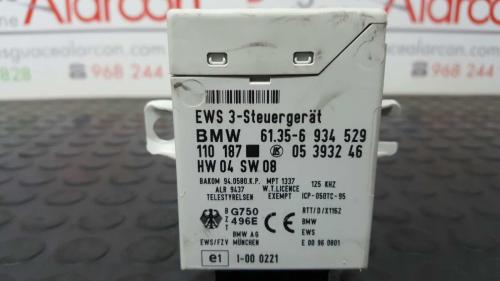 Alarcon
968 244
EWS 3-Steuergerät
BMW 61.35-6 934 529
110 187 05 3932 46
HW 04 SW 08
BAKOM 94.0580.K.P. MPT 1337 125 KHZ
ALR 9437 W.T.LICENCE ICP-050TC-95
TELESTYRELSEN EXEMPT
BZT G750 496E RTT/D/X1162
BMW
BMW AG EWS
EWS/FZV MÜNCHEN E 00 96 0801
e1 I-00 0221